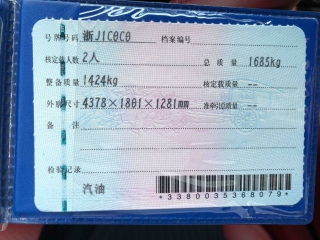 号牌号码 浙J1C0C0 档案编号
核定载人数 2人 总质量 1685kg
整备质量 1424kg 核定载质量 --
外廓尺寸 4378×1801×1281mm 准牵引总质量 --
备注
检验记录
汽油
*3380035368079*